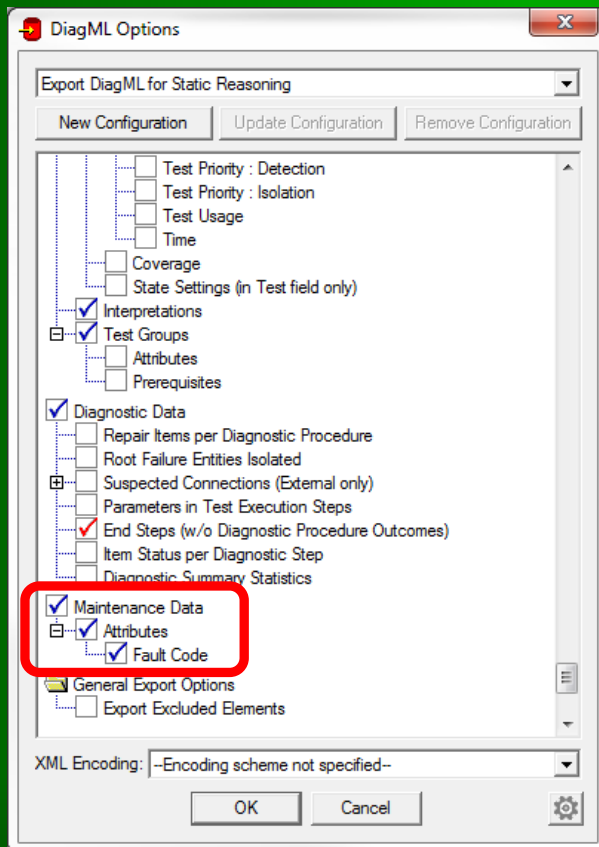 DiagML Options
Export DiagML for Static Reasoning
New Configuration Update Configuration Remove Configuration
Test Priority : Detection
Test Priority : Isolation
Test Usage
Time
Coverage
State Settings (in Test field only)
Interpretations
Test Groups
Attributes
Prerequisites
Diagnostic Data
Repair Items per Diagnostic Procedure
Root Failure Entities Isolated
Suspected Connections (External only)
Parameters in Test Execution Steps
End Steps (w/o Diagnostic Procedure Outcomes)
Item Status per Diagnostic Step
Diagnostic Summary Statistics
Maintenance Data
Attributes
Fault Code
General Export Options
Export Excluded Elements
XML Encoding: --Encoding scheme not specified--
OK Cancel